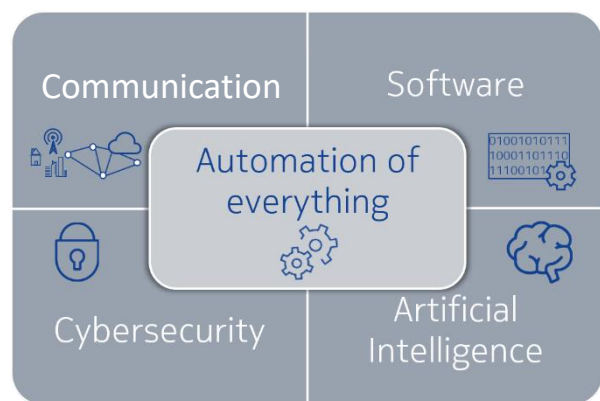 Communication
Software
01001010111
10001101110
11100101
Automation of
everything
Cybersecurity
Artificial
Intelligence